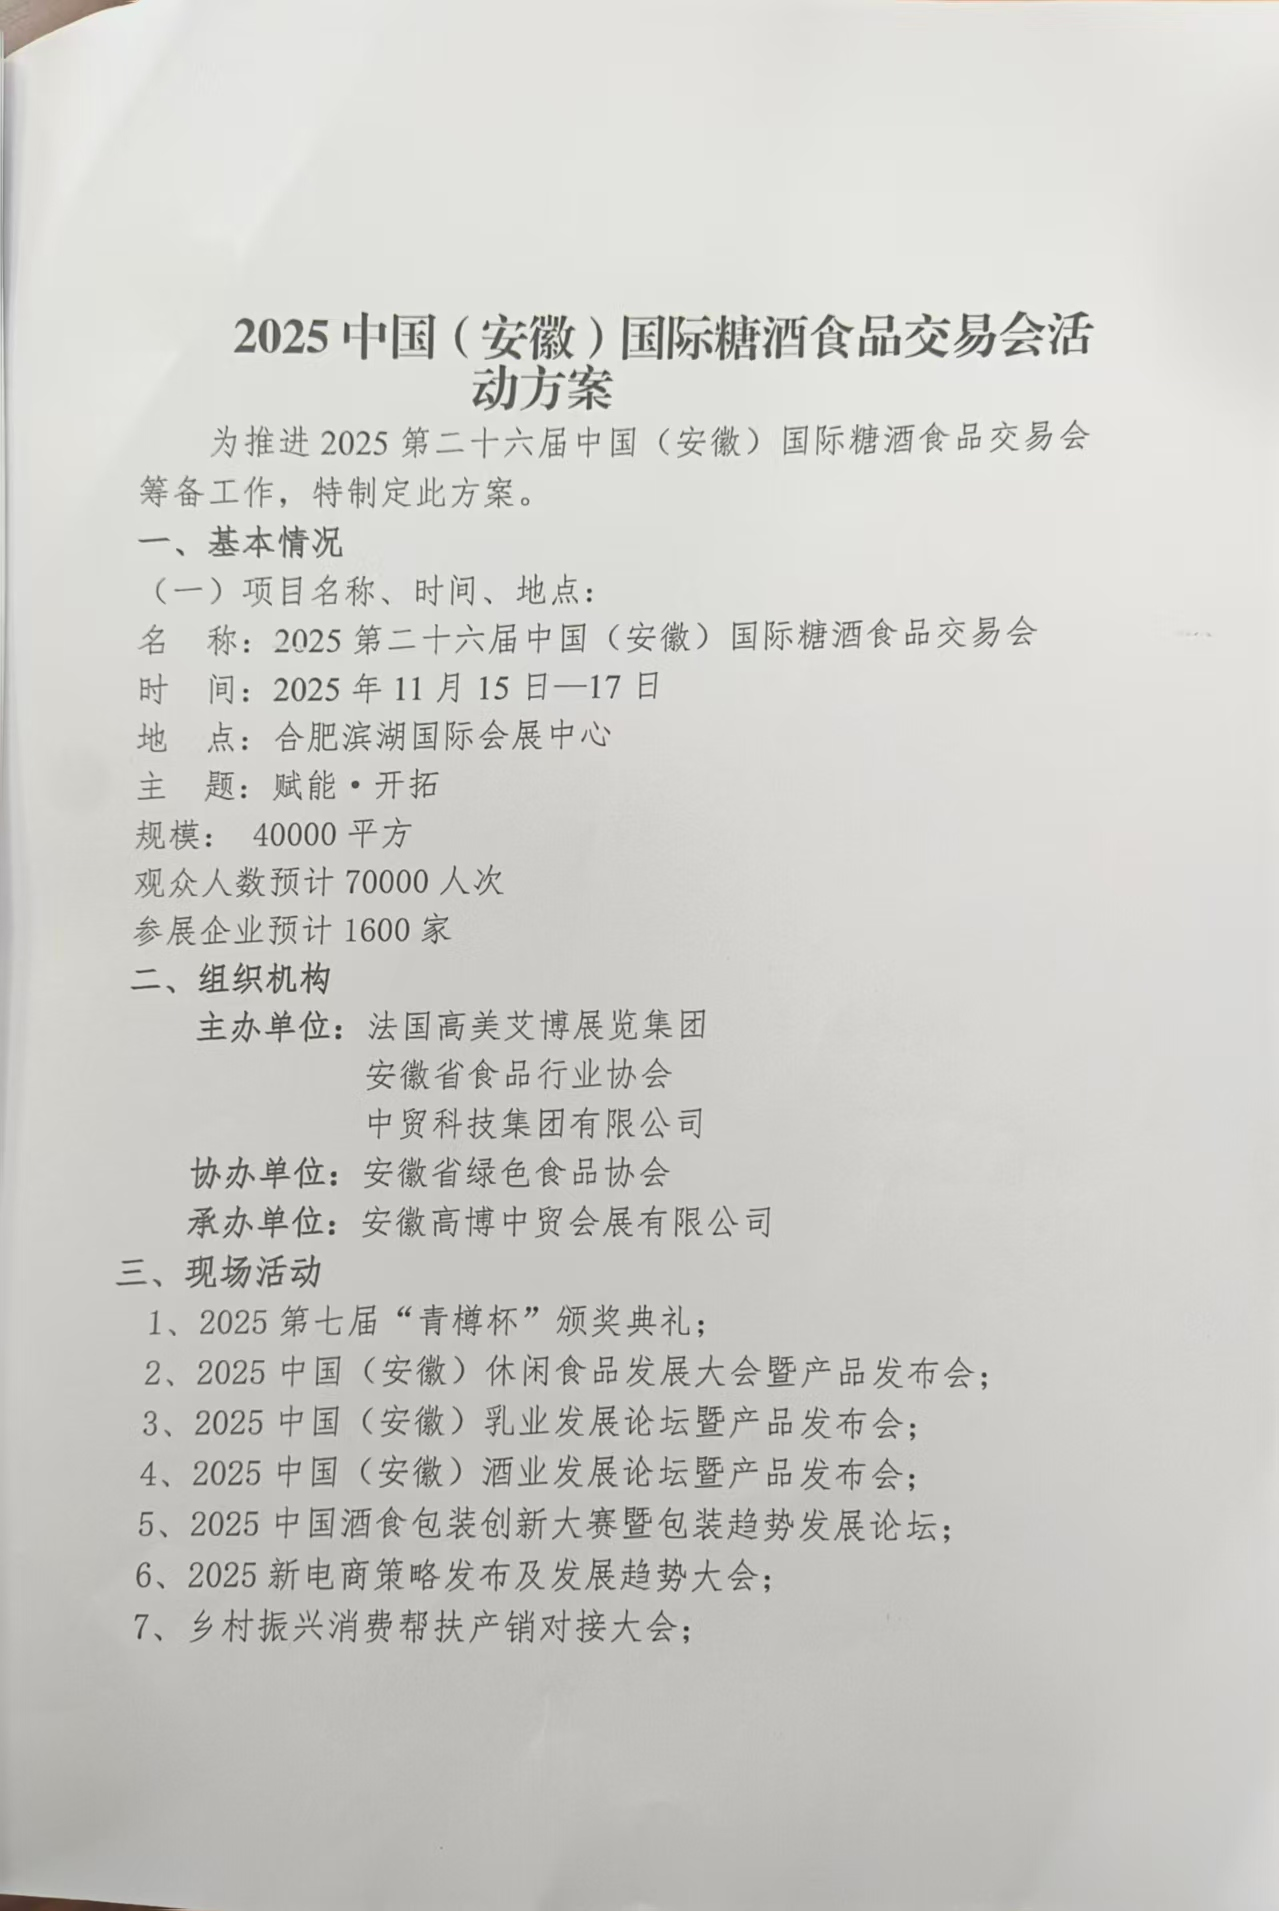 2025中国（安徽）国际糖酒食品交易会活
动方案
为推进 2025 第二十六届中国（安徽）国际糖酒食品交易会
筹备工作，特制定此方案。
一、基本情况
（一）项目名称、时间、地点：
名　称：2025 第二十六届中国（安徽）国际糖酒食品交易会
时　间：2025 年 11 月 15 日—17 日
地　点：合肥滨湖国际会展中心
主　题：赋能·开拓
规模： 40000 平方
观众人数预计 70000 人次
参展企业预计 1600 家
二、组织机构
主办单位：法国高美艾博展览集团
安徽省食品行业协会
中贸科技集团有限公司
协办单位：安徽省绿色食品协会
承办单位：安徽高博中贸会展有限公司
三、现场活动
1、2025 第七届“青樽杯”颁奖典礼；
2、2025 中国（安徽）休闲食品发展大会暨产品发布会；
3、2025 中国（安徽）乳业发展论坛暨产品发布会；
4、2025 中国（安徽）酒业发展论坛暨产品发布会；
5、2025 中国酒食包装创新大赛暨包装趋势发展论坛；
6、2025 新电商策略发布及发展趋势大会；
7、乡村振兴消费帮扶产销对接大会；